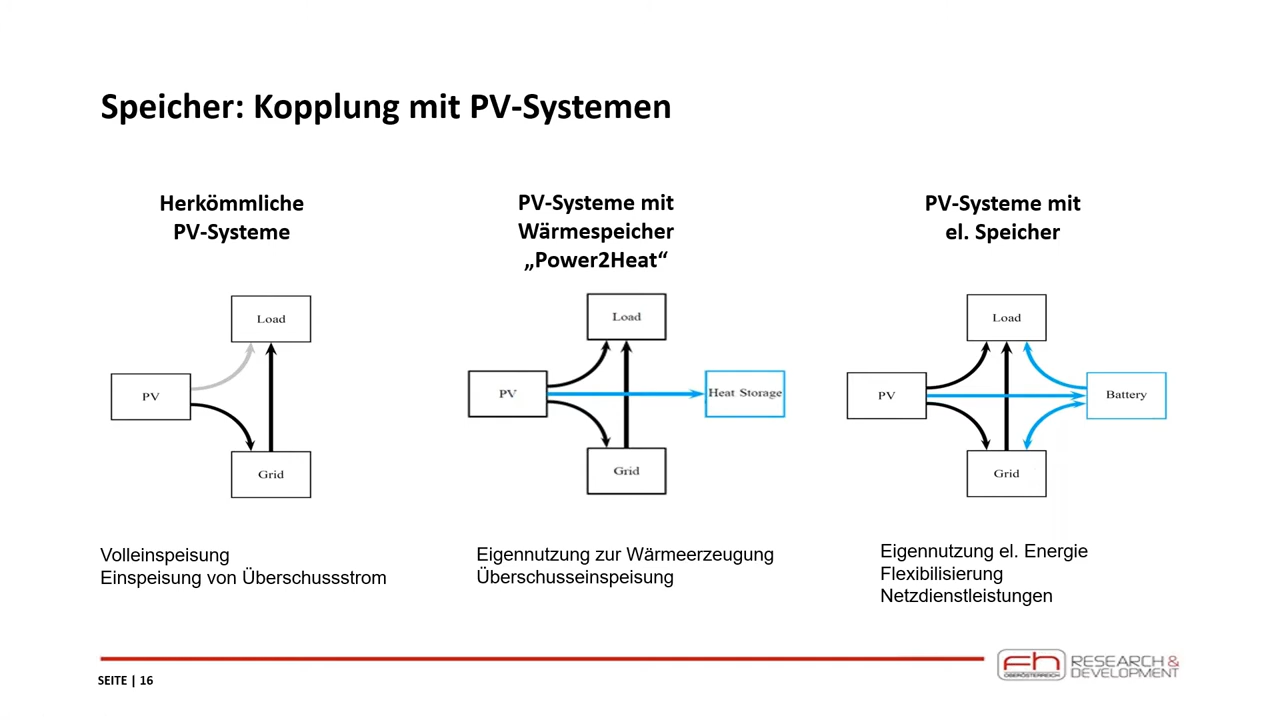 Speicher: Kopplung mit PV-Systemen
Herkömmliche
PV-Systeme
Load
PV
Grid
Volleinspeisung
Einspeisung von Überschussstrom
PV-Systeme mit
Wärmespeicher
„Power2Heat“
Load
PV
Heat Storage
Grid
Eigennutzung zur Wärmeerzeugung
Überschusseinspeisung
PV-Systeme mit
el. Speicher
Load
PV
Battery
Grid
Eigennutzung el. Energie
Flexibilisierung
Netzdienstleistungen
SEITE | 16
fh
OBERÖSTERREICH
RESEARCH &
DEVELOPMENT